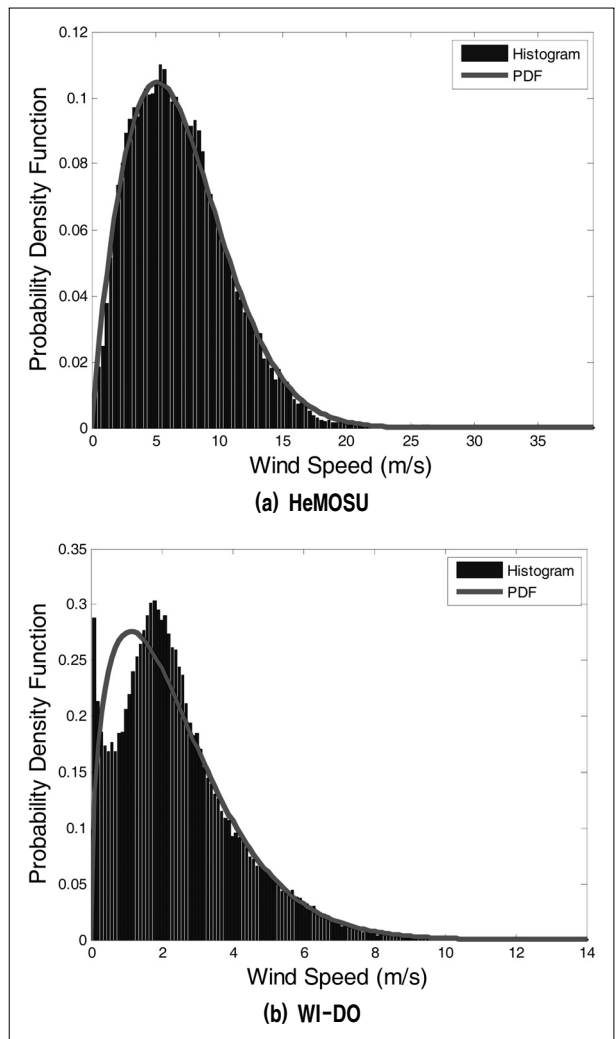 0.12
0.1
0.08
0.06
0.04
0.02
0
Probability Density Function
Histogram
PDF
0 5 10 15 20 25 30 35
Wind Speed (m/s)
(a) HeMOSU
0.35
0.3
0.25
0.2
0.15
0.1
0.05
0
Probability Density Function
Histogram
PDF
0 2 4 6 8 10 12 14
Wind Speed (m/s)
(b) WI-DO